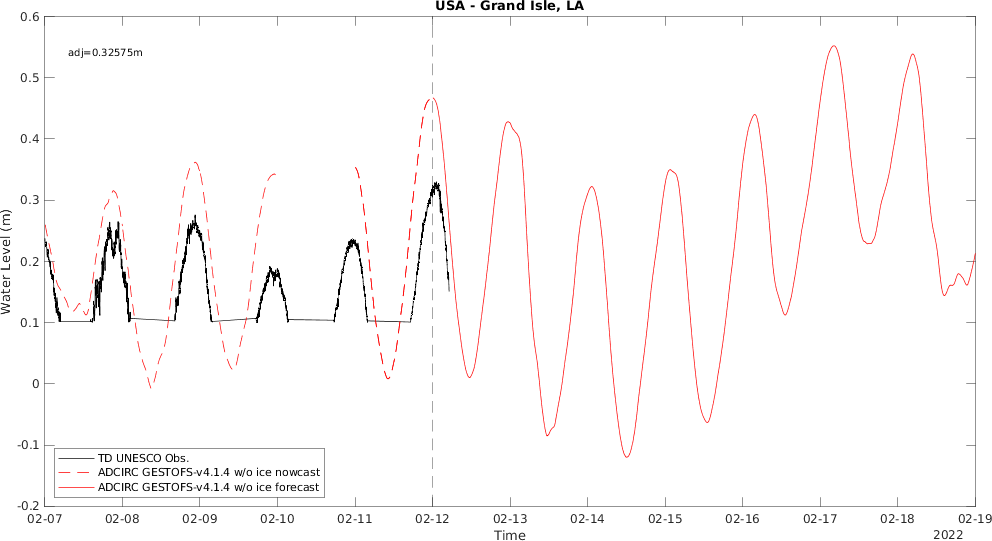 USA - Grand Isle, LA
adj=0.32575m
Water Level (m)
0.6
0.5
0.4
0.3
0.2
0.1
0
-0.1
-0.2
TD UNESCO Obs.
ADCIRC GESTOFS-v4.1.4 w/o ice nowcast
ADCIRC GESTOFS-v4.1.4 w/o ice forecast
02-07 02-08 02-09 02-10 02-11 02-12 02-13 02-14 02-15 02-16 02-17 02-18 02-19
Time
2022